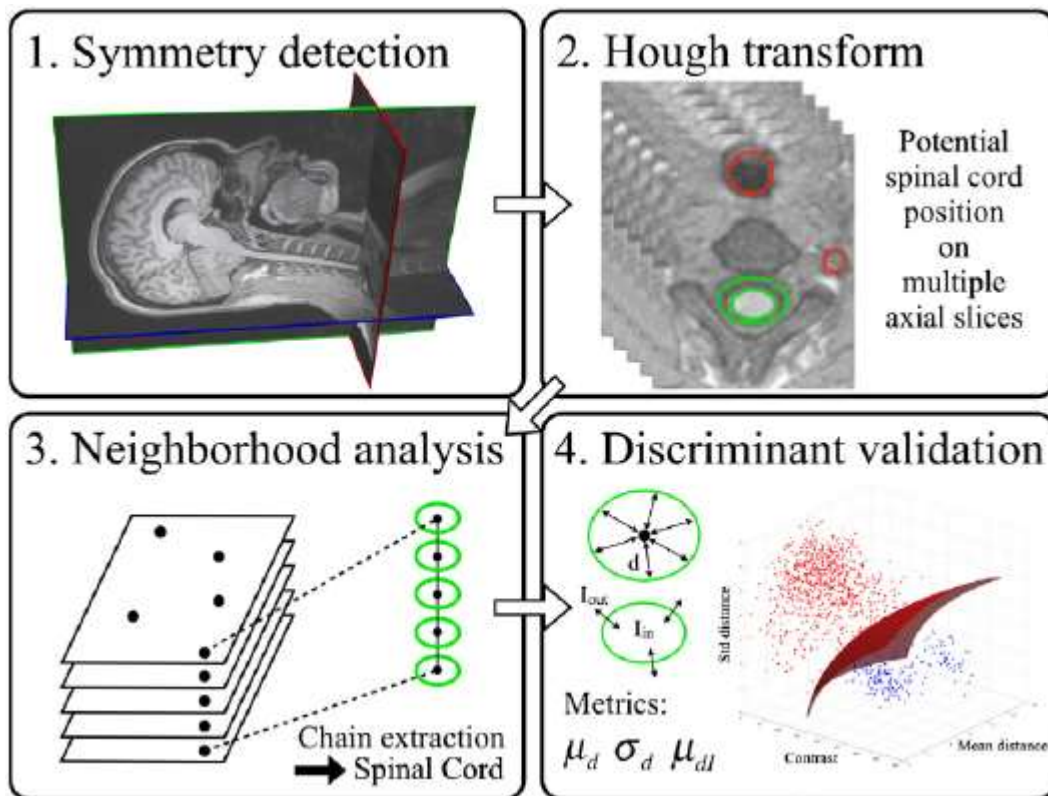 1. Symmetry detection
2. Hough transform
Potential
spinal cord
position
on
multiple
axial slices
3. Neighborhood analysis
Chain extraction
Spinal Cord
4. Discriminant validation
d
I_out
I_in
Metrics:
μ_d σ_d μ_dI
Std distance
Contrast
Mean distance